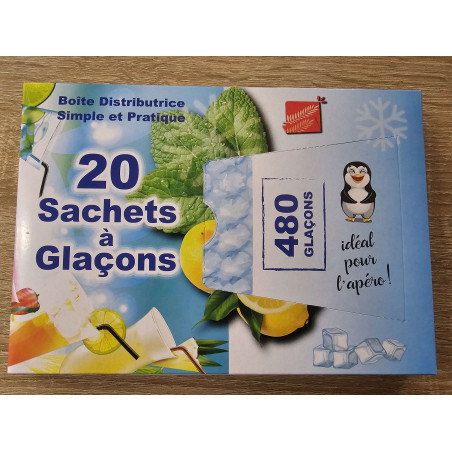 Boîte Distributrice
Simple et Pratique
20
Sachets
à
Glaçons
480
GLAÇONS
idéal
pour
l'apéro!